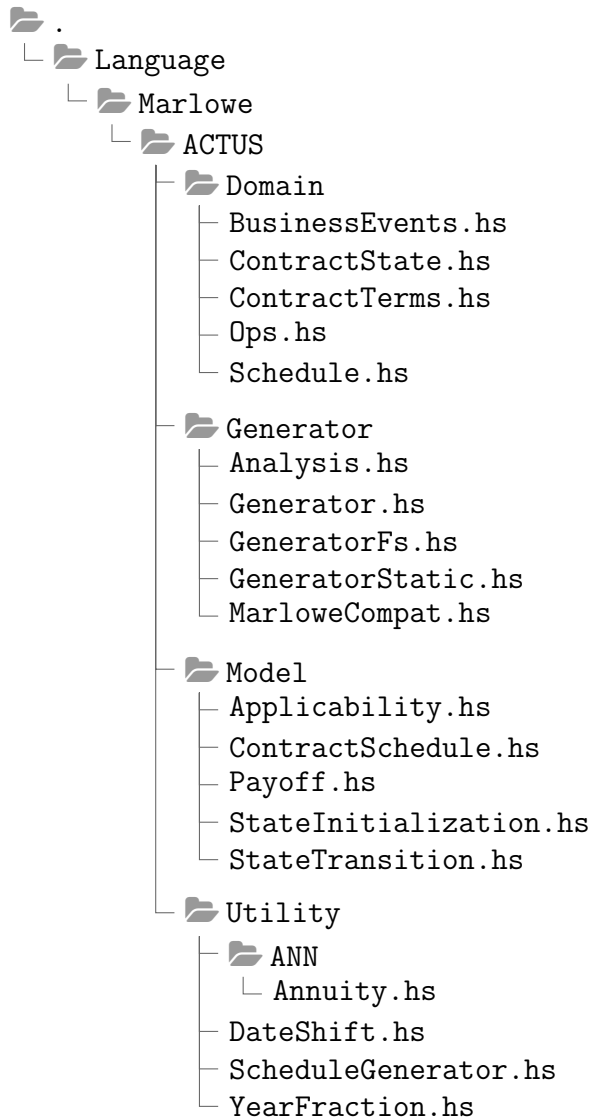 .
Language
Marlowe
ACTUS
Domain
BusinessEvents.hs
ContractState.hs
ContractTerms.hs
Ops.hs
Schedule.hs
Generator
Analysis.hs
Generator.hs
GeneratorFs.hs
GeneratorStatic.hs
MarloweCompat.hs
Model
Applicability.hs
ContractSchedule.hs
Payoff.hs
StateInitialization.hs
StateTransition.hs
Utility
ANN
Annuity.hs
DateShift.hs
ScheduleGenerator.hs
YearFraction.hs